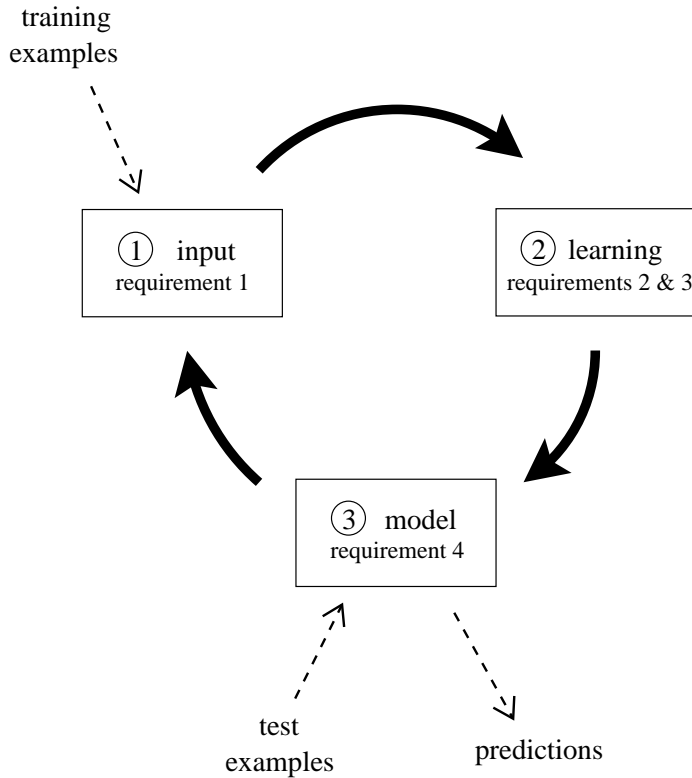 training
examples
① input
requirement 1
② learning
requirements 2 & 3
③ model
requirement 4
test
examples
predictions